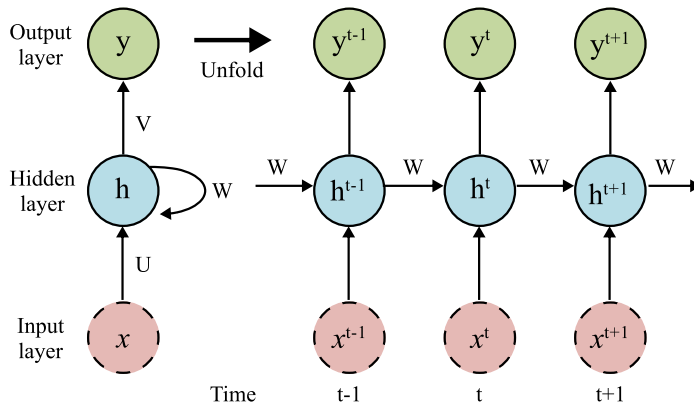 Output
layer
y
Unfold
y^{t-1}
y^t
y^{t+1}
V
Hidden
layer
h
W
W
h^{t-1}
W
h^t
W
h^{t+1}
W
U
Input
layer
x
x^{t-1}
x^t
x^{t+1}
Time
t-1
t
t+1